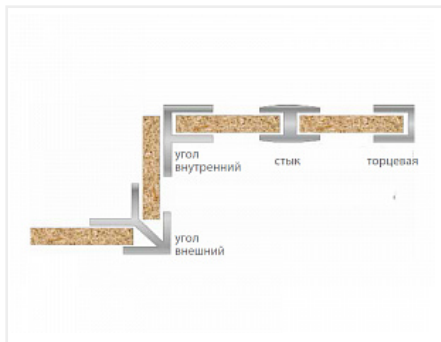 угол
внутренний
стык
торцевая
угол
внешний